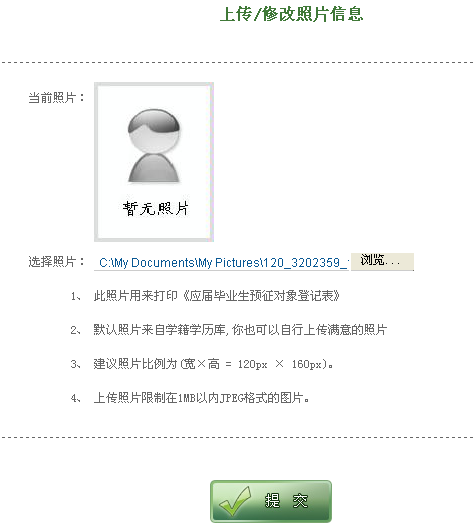 上传/修改照片信息
当前照片：
暂无照片
选择照片： C:\My Documents\My Pictures\120_3202359_ 浏览...
1、 此照片用来打印《应届毕业生预征对象登记表》
2、 默认照片来自学籍学历库,你也可以自行上传满意的照片
3、 建议照片比例为(宽×高 = 120px × 160px)。
4、 上传照片限制在1MB以内JPEG格式的图片。
提 交